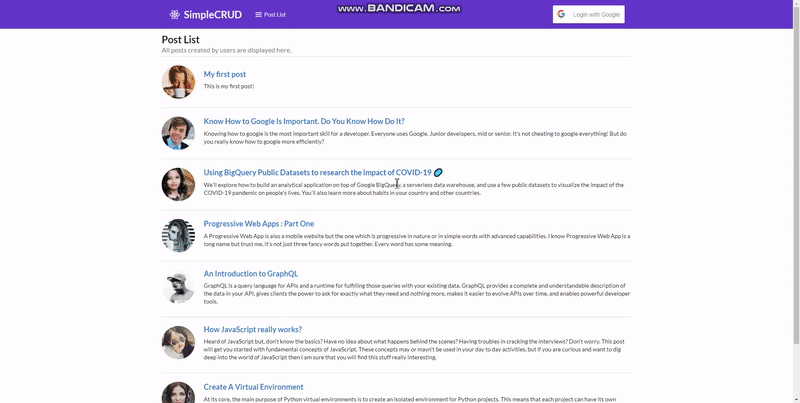 www.BANDICAM.com
SimpleCRUD
Post List
Login with Google
Post List
All posts created by users are displayed here.
My first post
This is my first post!
Know How to Google Is Important. Do You Know How Do It?
Knowing how to google is the most important skill for a developer. Everyone uses Google. Junior developers, mid or senior. It's not cheating to google everything! But do
you really know how to google more efficiently?
Using BigQuery Public Datasets to research the impact of COVID-19
We'll explore how to build an analytical application on top of Google BigQuery, a serverless data warehouse, and use a few public datasets to visualize the impact of the
COVID-19 pandemic on people's lives. You'll also learn more about habits in your country and other countries.
Progressive Web Apps : Part One
A Progressive Web App is also a mobile website but the one which is progressive in nature or in simple words with advanced capabilities. I know Progressive Web App is a
long name but trust me, it's not just three fancy words put together. Every word has some meaning.
An Introduction to GraphQL
GraphQL is a query language for APIs and a runtime for fulfilling those queries with your existing data. GraphQL provides a complete and understandable description of
the data in your API, gives clients the power to ask for exactly what they need and nothing more, makes it easier to evolve APIs over time, and enables powerful developer
tools.
How JavaScript really works?
Heard of JavaScript but, don't know the basics? Have no idea about what happens behind the scenes? Having troubles in cracking the interviews? Don't worry. This post
will get you started with fundamental concepts of JavaScript. These concepts may or mayn't be used in your day to day activities, but if you are curious and want to dig
deep into the world of JavaScript then I am sure that you will find this stuff really interesting.
Create A Virtual Environment
At its core, the main purpose of Python virtual environments is to create an isolated environment for Python projects. This means that each project can have its own